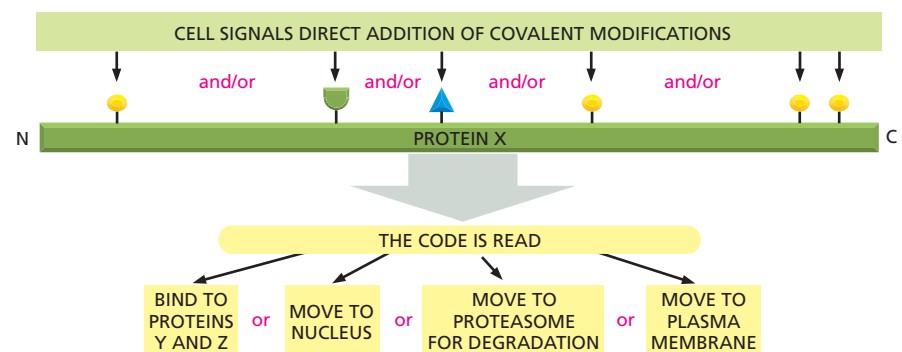 CELL SIGNALS DIRECT ADDITION OF COVALENT MODIFICATIONS
and/or and/or and/or and/or
N PROTEIN X C
THE CODE IS READ
BIND TO PROTEINS Y AND Z
or
MOVE TO NUCLEUS
or
MOVE TO PROTEASOME FOR DEGRADATION
or
MOVE TO PLASMA MEMBRANE